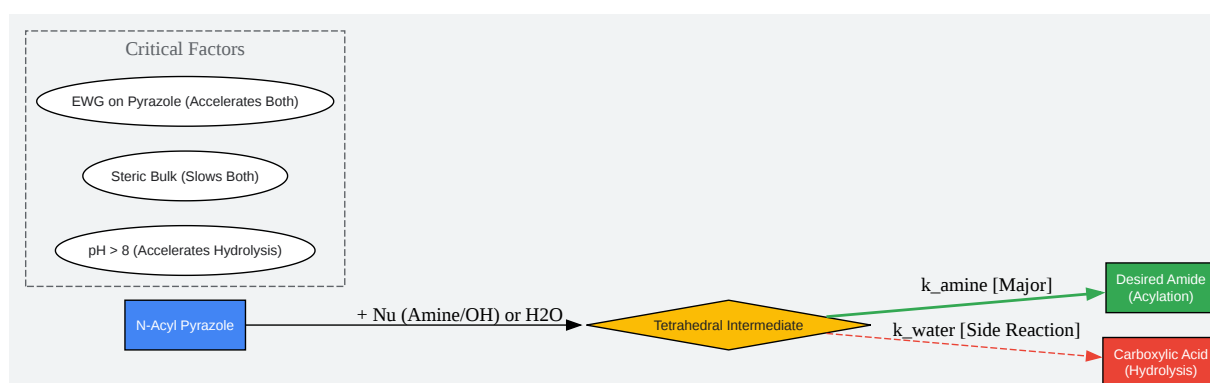 Critical Factors
EWG on Pyrazole (Accelerates Both)
Steric Bulk (Slows Both)
pH > 8 (Accelerates Hydrolysis)
N-Acyl Pyrazole
+ Nu (Amine/OH) or H2O
Tetrahedral Intermediate
k_amine [Major]
k_water [Side Reaction]
Desired Amide
(Acylation)
Carboxylic Acid
(Hydrolysis)